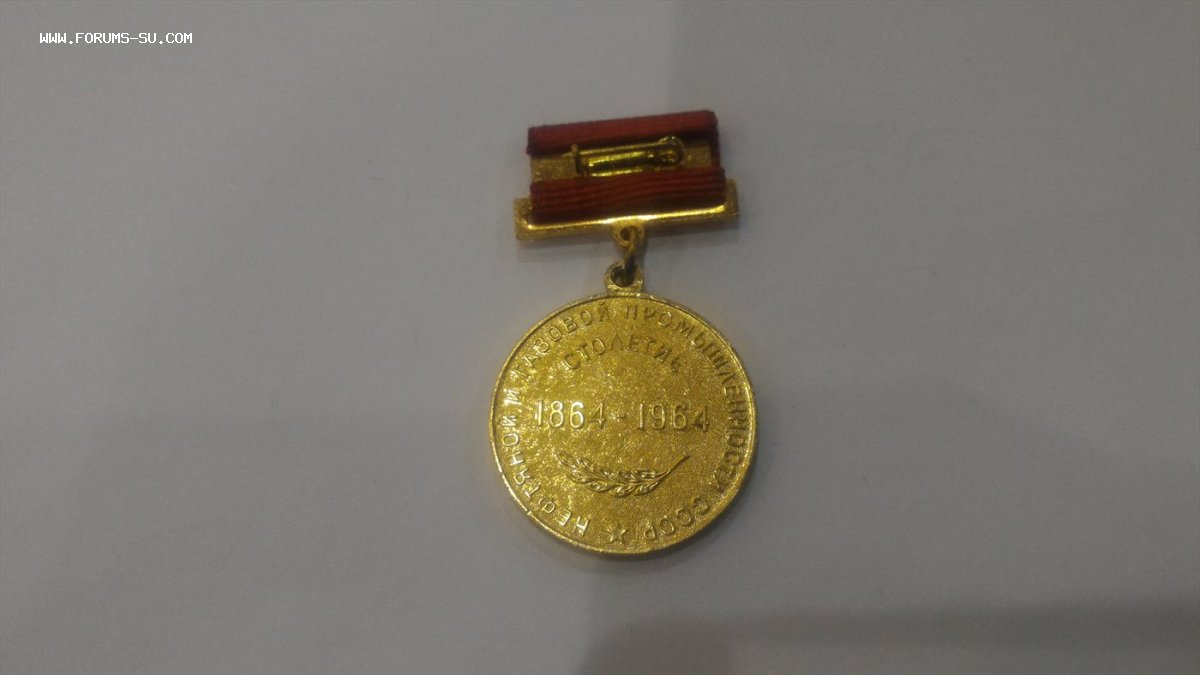 WWW.FORUMS-SU.COM
НЕФТЯНОЙ И ГАЗОВОЙ ПРОМЫШЛЕННОСТИ СССР
СТОЛЕТИЕ
1864-1964